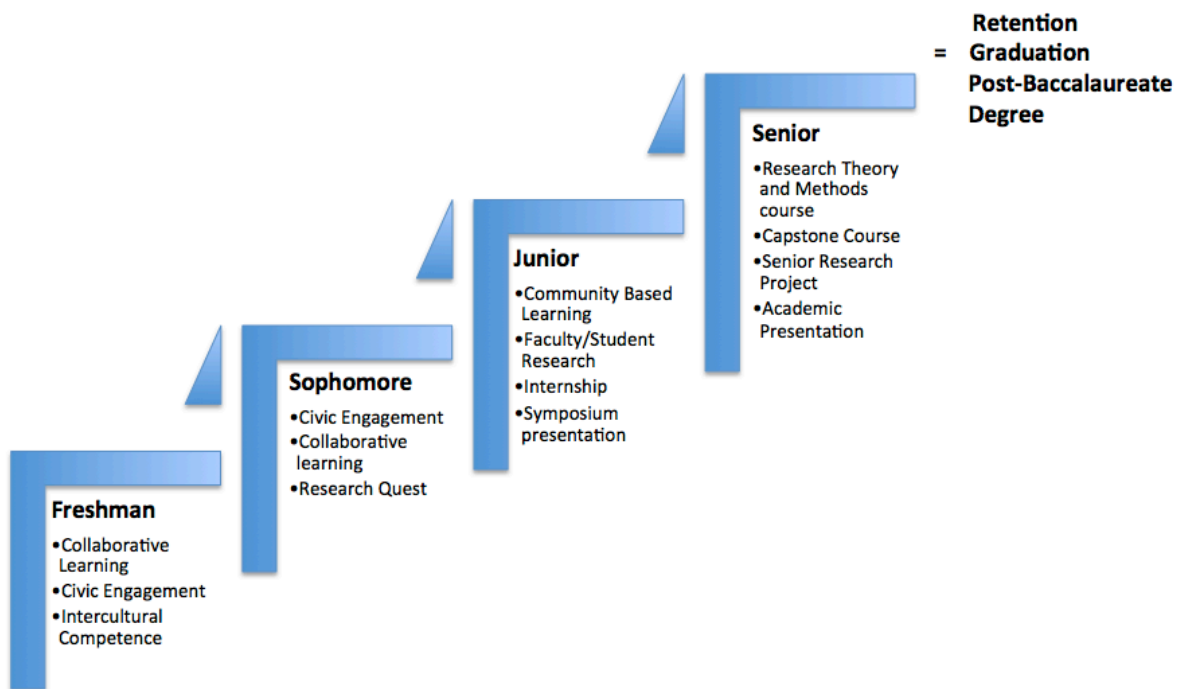 Freshman
•Collaborative
Learning
•Civic Engagement
•Intercultural
Competence
Sophomore
•Civic Engagement
•Collaborative
learning
•Research Quest
Junior
•Community Based
Learning
•Faculty/Student
Research
•Internship
•Symposium
presentation
Senior
•Research Theory
and Methods
course
•Capstone Course
•Senior Research
Project
•Academic
Presentation
Retention
= Graduation
Post-Baccalaureate
Degree